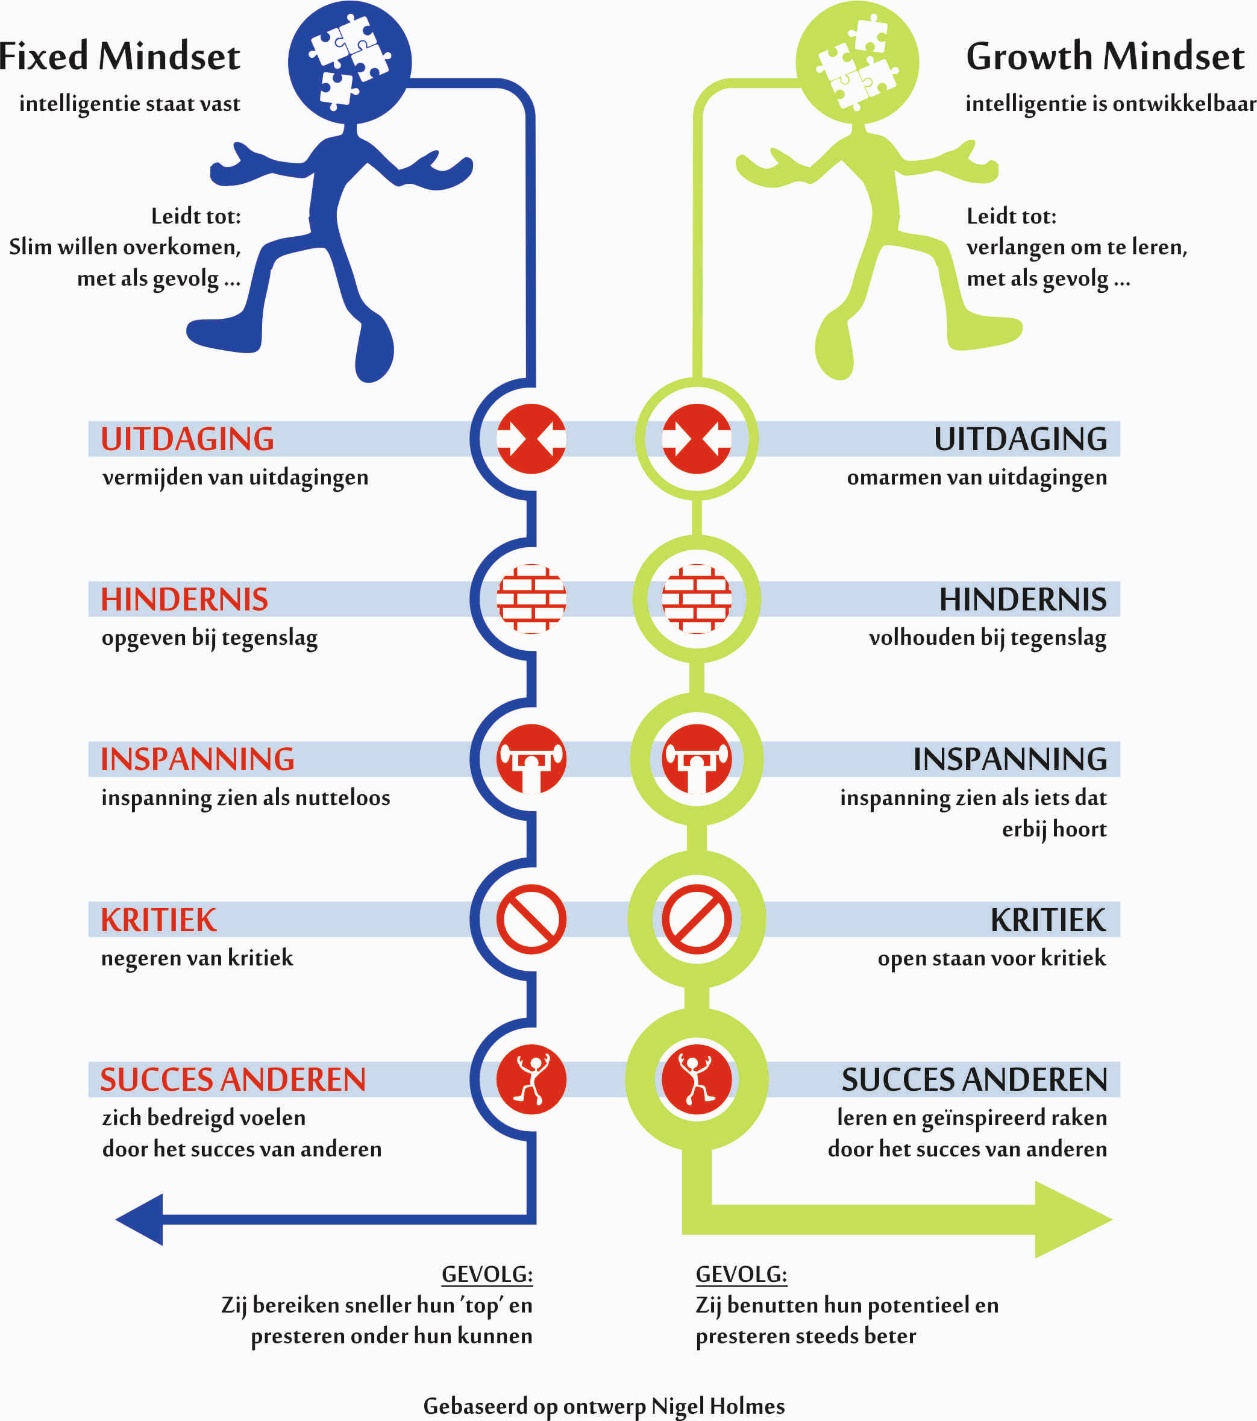 Fixed Mindset
intelligentie staat vast
Growth Mindset
intelligentie is ontwikkelbaar
Leidt tot:
Slim willen overkomen,
met als gevolg ...
Leidt tot:
verlangen om te leren,
met als gevolg ...
UITDAGING
vermijden van uitdagingen
UITDAGING
omarmen van uitdagingen
HINDERNIS
opgeven bij tegenslag
HINDERNIS
volhouden bij tegenslag
INSPANNING
inspanning zien als nutteloos
INSPANNING
inspanning zien als iets dat
erbij hoort
KRITIEK
negeren van kritiek
KRITIEK
open staan voor kritiek
SUCCES ANDEREN
zich bedreigd voelen
door het succes van anderen
SUCCES ANDEREN
leren en geïnspireerd raken
door het succes van anderen
GEVOLG:
Zij bereiken sneller hun ’top’ en
presteren onder hun kunnen
GEVOLG:
Zij benutten hun potentieel en
presteren steeds beter
Gebaseerd op ontwerp Nigel Holmes